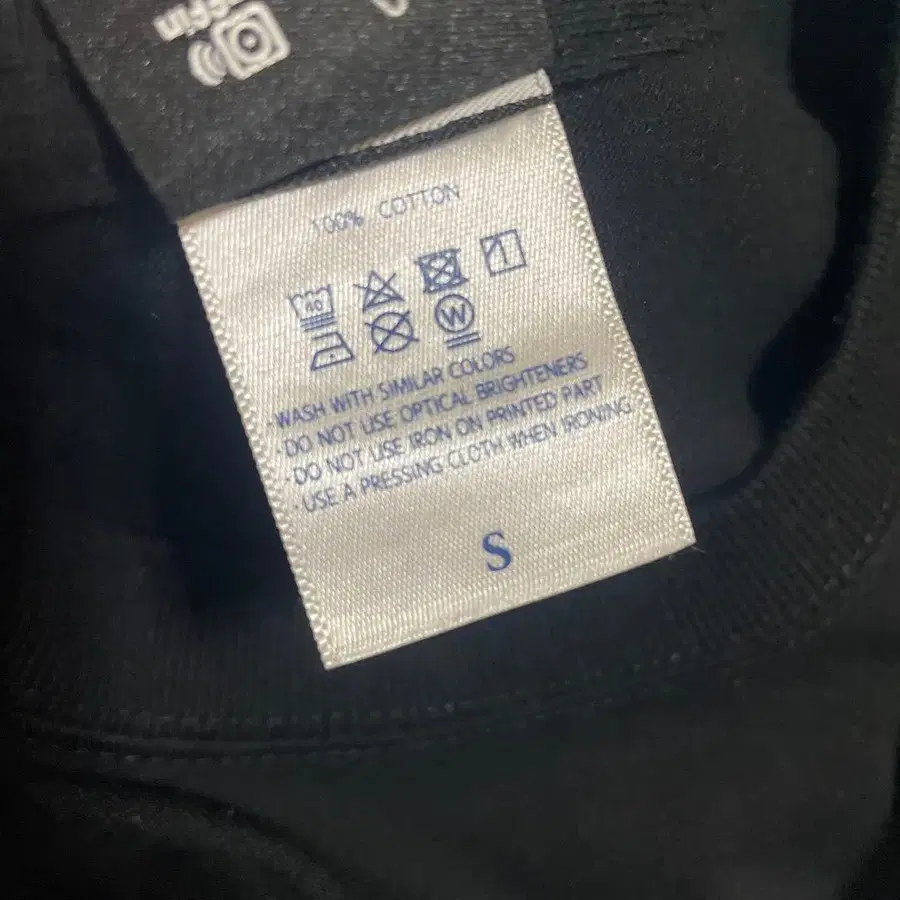 100% COTTON
40
W
WASH WITH SIMILAR COLORS
·DO NOT USE OPTICAL BRIGHTENERS
·DO NOT USE IRON ON PRINTED PART
·USE A PRESSING CLOTH WHEN IRONING
S